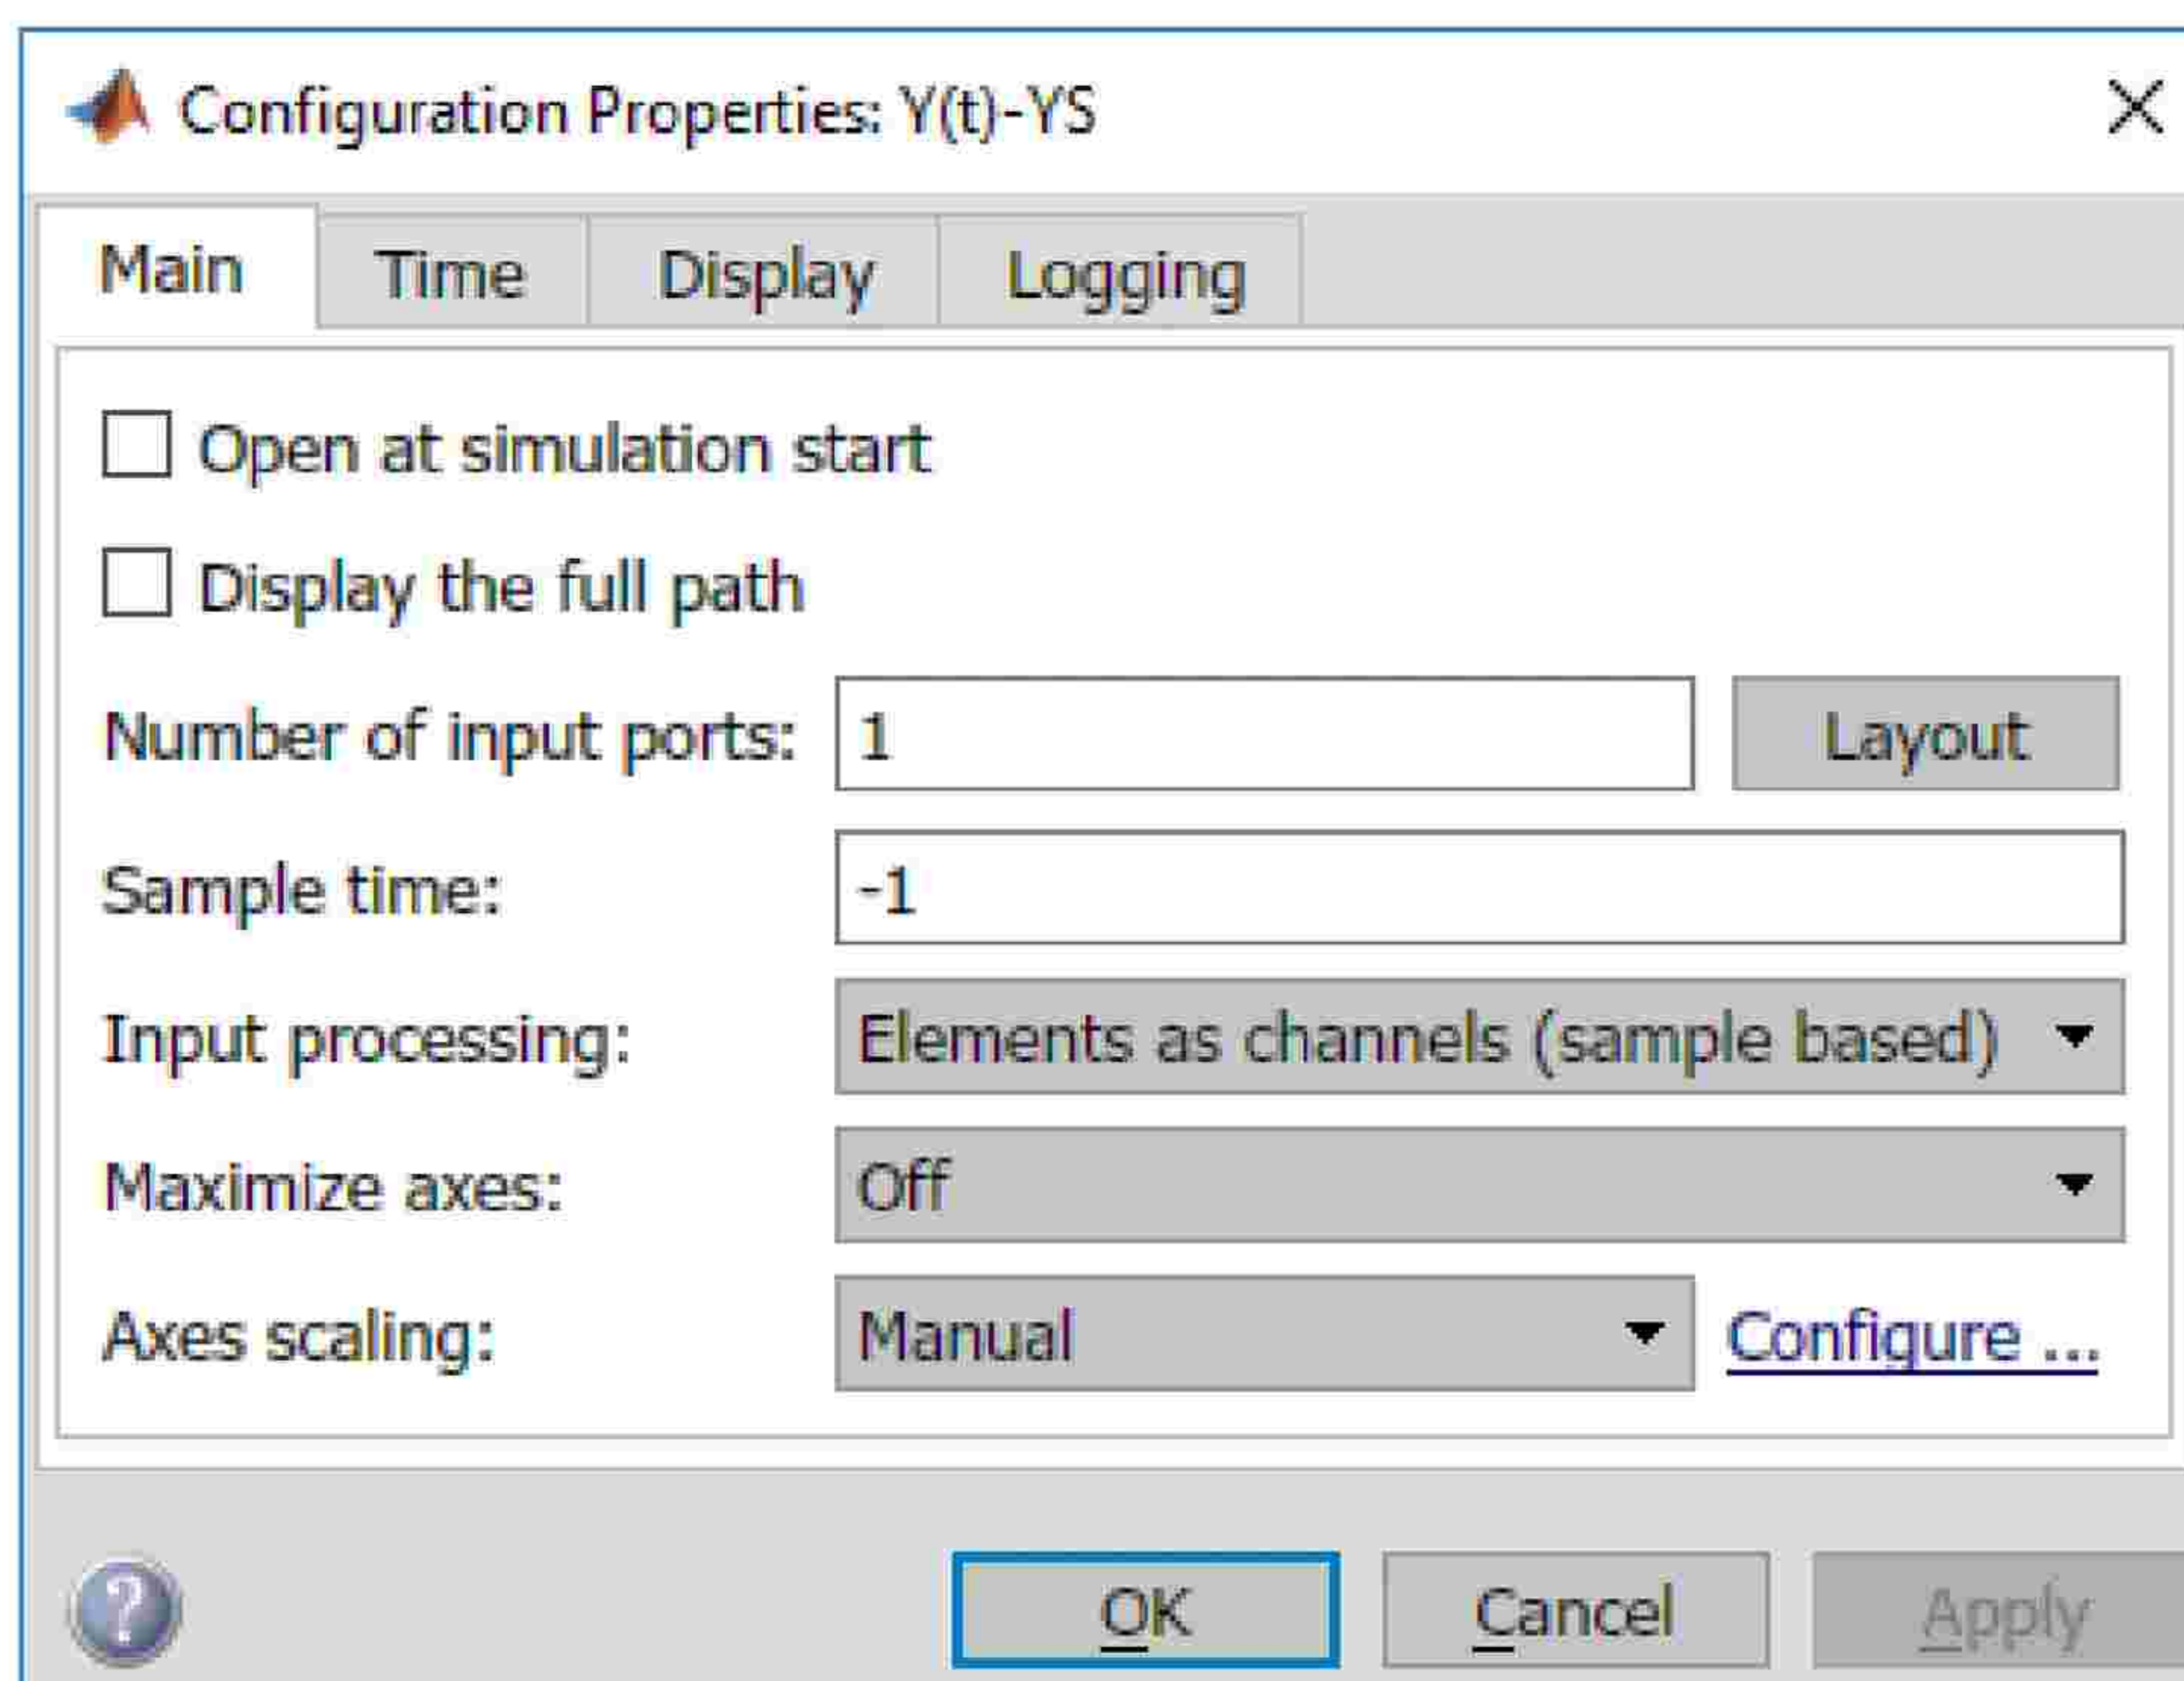 Configuration Properties: Y(t)-YS
Main Time Display Logging
Open at simulation start
Display the full path
Number of input ports: 1 Layout
Sample time: -1
Input processing: Elements as channels (sample based)
Maximize axes: Off
Axes scaling: Manual Configure ...
? OK Cancel Apply